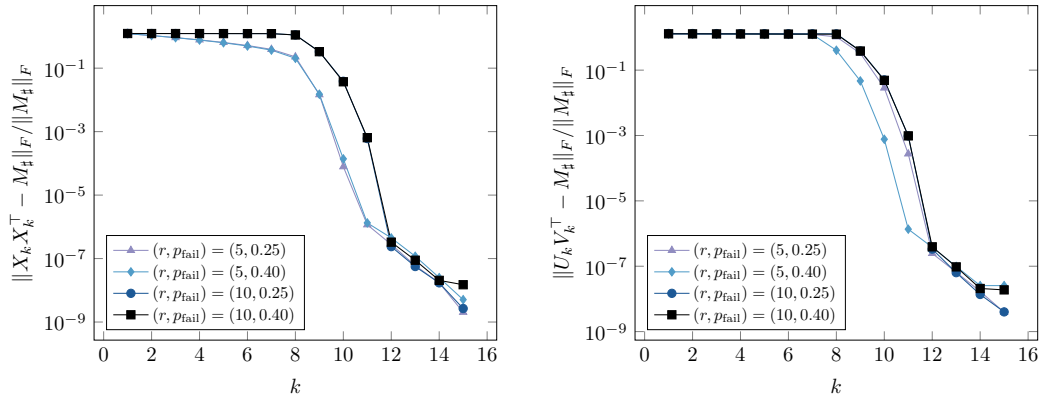 ‖X_k X_k^⊤ − M_♯‖_F / ‖M_♯‖_F
10^{−1}
10^{−3}
10^{−5}
10^{−7}
10^{−9}
(r, p_fail) = (5, 0.25)
(r, p_fail) = (5, 0.40)
(r, p_fail) = (10, 0.25)
(r, p_fail) = (10, 0.40)
0 2 4 6 8 10 12 14 16
k
‖U_k V_k^⊤ − M_♯‖_F / ‖M_♯‖_F
10^{−1}
10^{−3}
10^{−5}
10^{−7}
10^{−9}
(r, p_fail) = (5, 0.25)
(r, p_fail) = (5, 0.40)
(r, p_fail) = (10, 0.25)
(r, p_fail) = (10, 0.40)
0 2 4 6 8 10 12 14 16
k